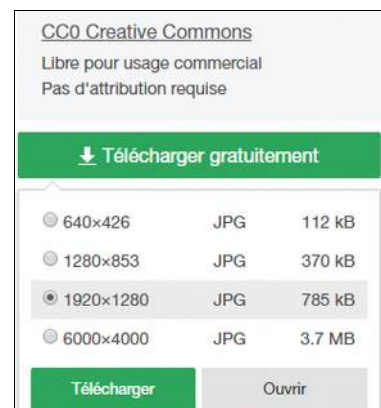 CC0 Creative Commons
Libre pour usage commercial
Pas d'attribution requise
Télécharger gratuitement
640×426 JPG 112 kB
1280×853 JPG 370 kB
1920×1280 JPG 785 kB
6000×4000 JPG 3.7 MB
Télécharger Ouvrir